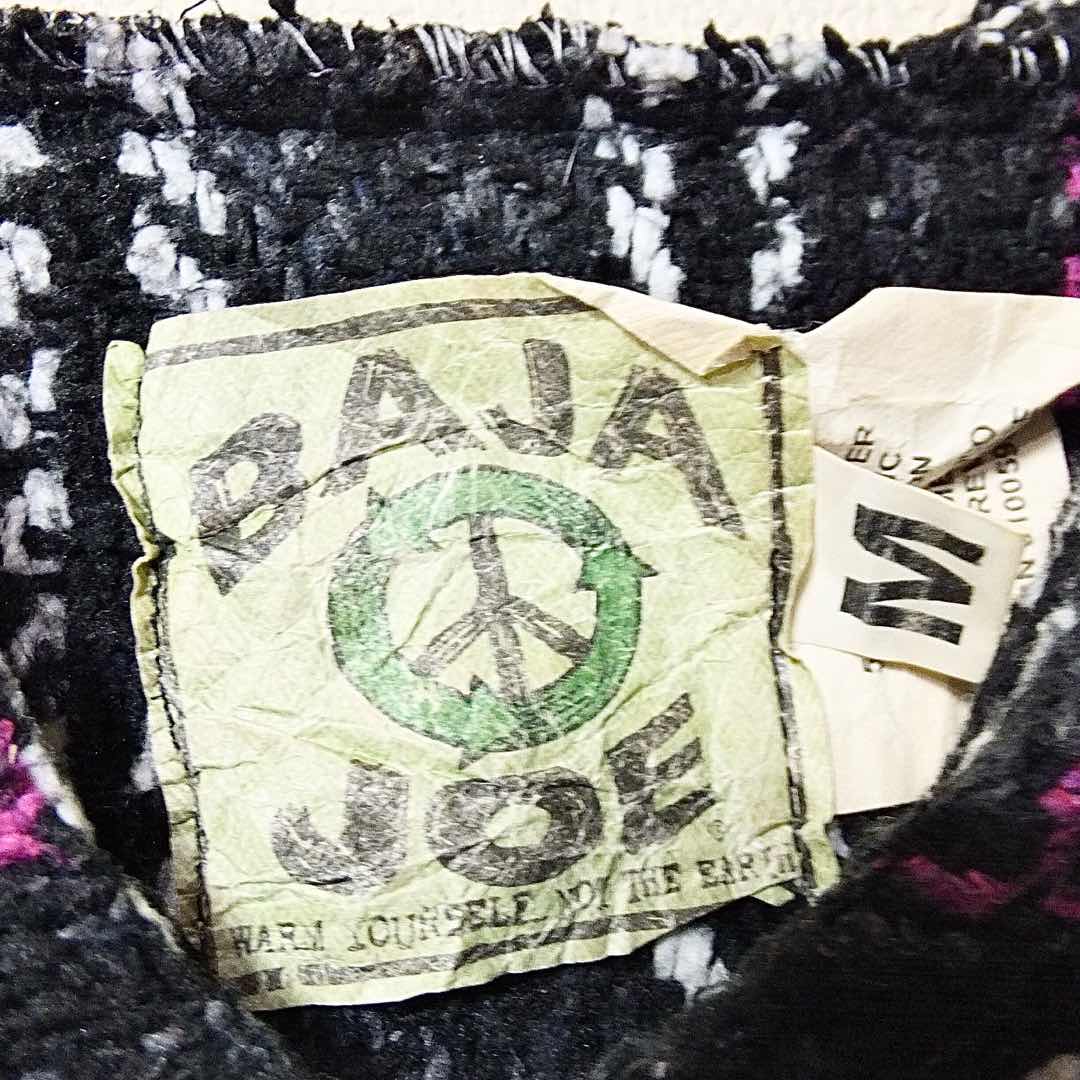 BAJA
JOE
®
WARM YOURSELF NOT THE EARTH
M